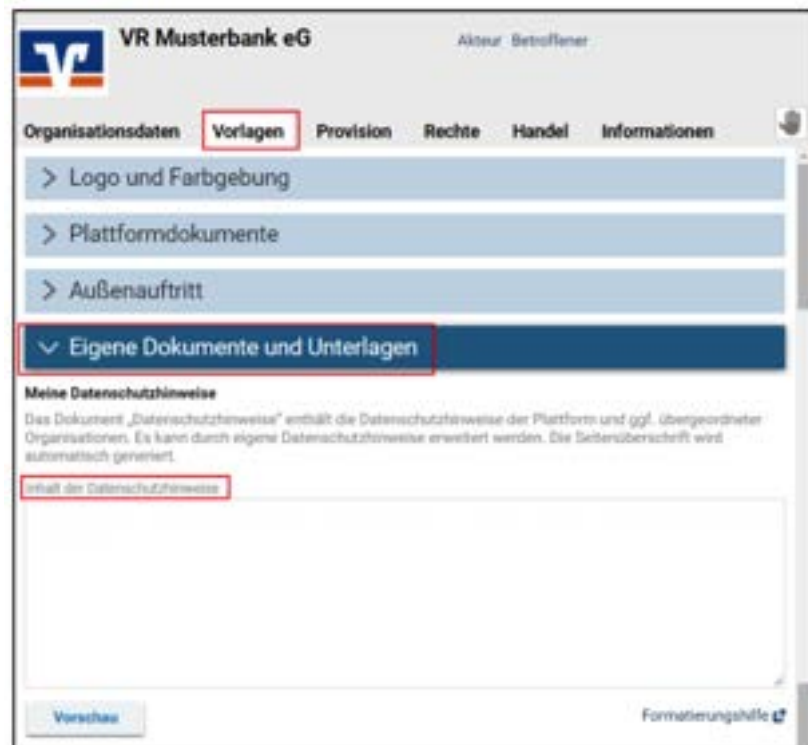 VR Musterbank eG
Akteur Betroffener
Organisationsdaten Vorlagen Provision Rechte Handel Informationen
Logo und Farbgebung
Plattformdokumente
Außenauftritt
Eigene Dokumente und Unterlagen
Meine Datenschutzhinweise
Das Dokument „Datenschutzhinweise“ enthält die Datenschutzhinweise der Plattform und ggf. übergeordneter
Organisationen. Es kann durch eigene Datenschutzhinweise erweitert werden. Die Seitenüberschrift wird
automatisch generiert.
Inhalt der Datenschutzhinweise
Vorschau
Formatierungshilfe